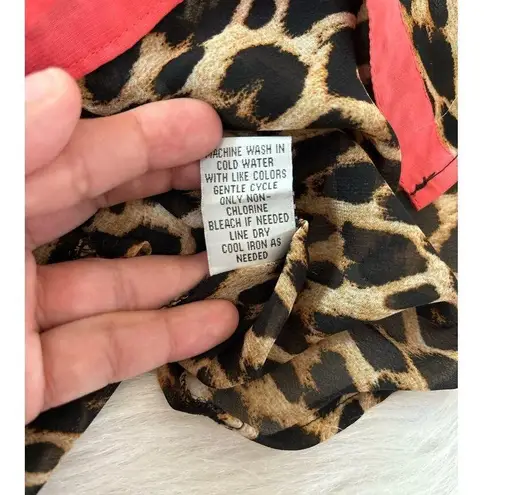 MACHINE WASH IN
COLD WATER
WITH LIKE COLORS
GENTLE CYCLE
ONLY NON-
CHLORINE
BLEACH IF NEEDED
LINE DRY
COOL IRON AS
NEEDED